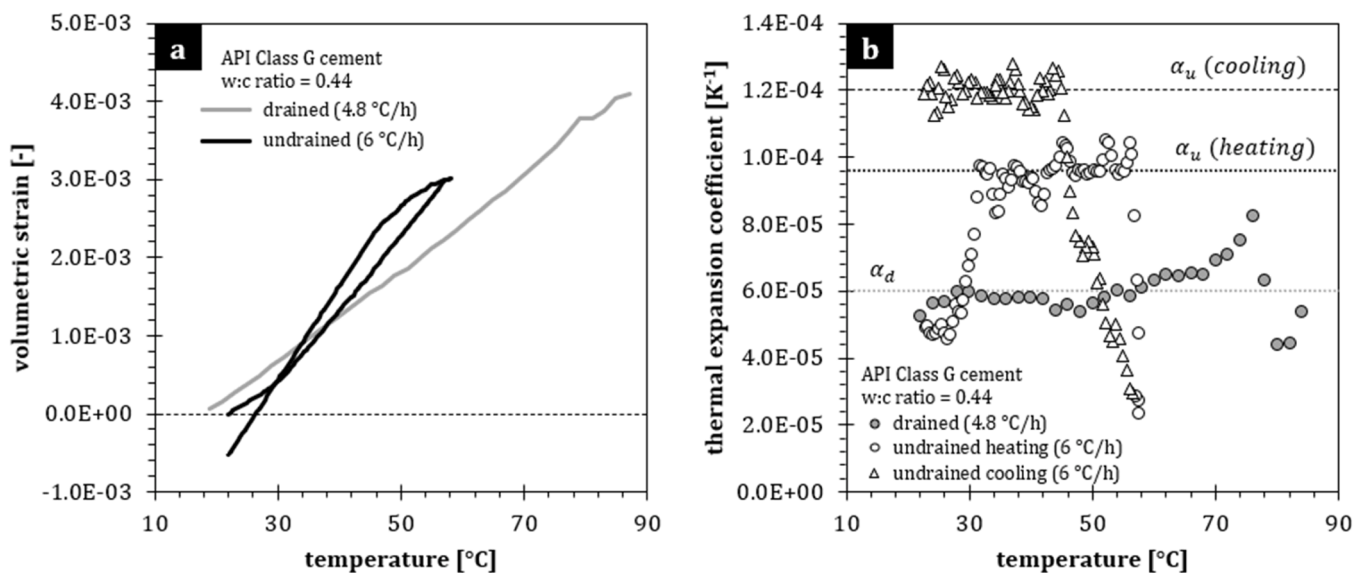 a
API Class G cement
w:c ratio = 0.44
drained (4.8 °C/h)
undrained (6 °C/h)
volumetric strain [-]
5.0E-03
4.0E-03
3.0E-03
2.0E-03
1.0E-03
0.0E+00
-1.0E-03
10
30
50
70
90
temperature [°C]
b
αu (cooling)
αu (heating)
αd
API Class G cement
w:c ratio = 0.44
drained (4.8 °C/h)
undrained heating (6 °C/h)
undrained cooling (6 °C/h)
thermal expansion coefficient [K-1]
1.4E-04
1.2E-04
1.0E-04
8.0E-05
6.0E-05
4.0E-05
2.0E-05
0.0E+00
10
30
50
70
90
temperature [°C]